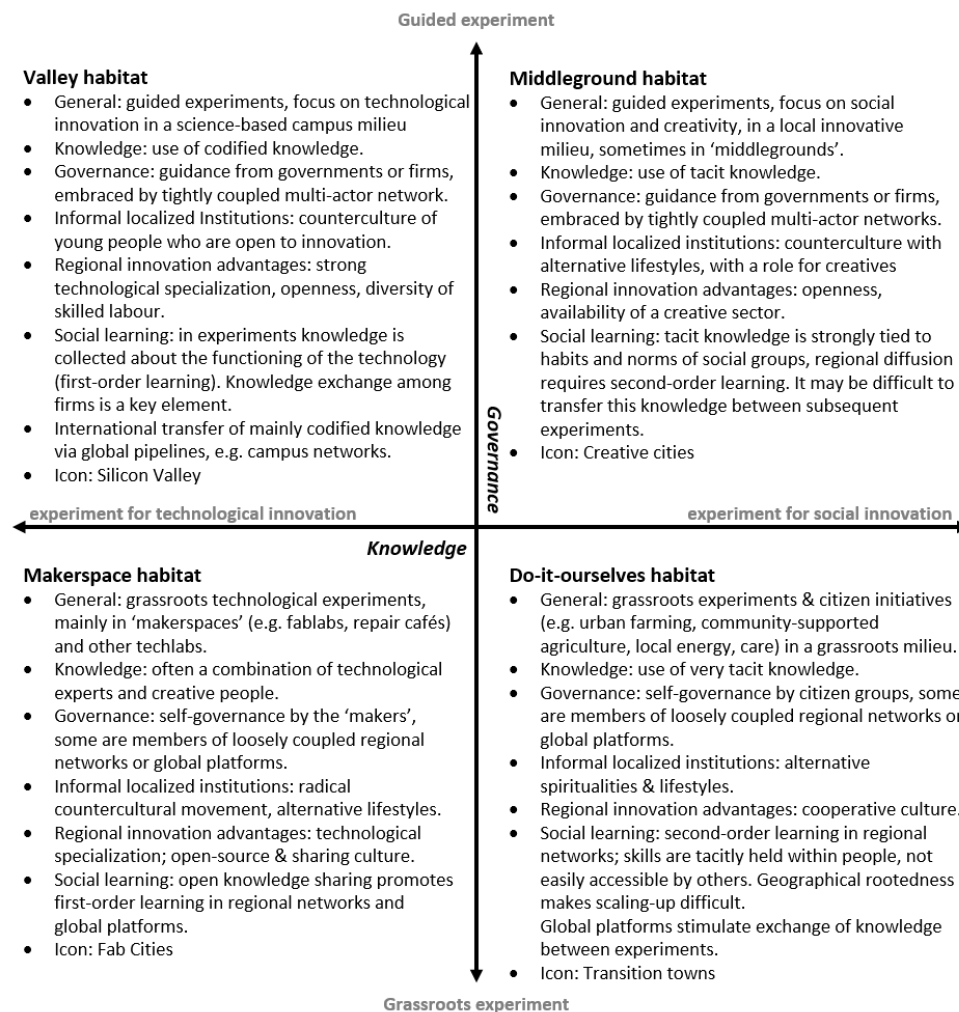 Guided experiment
Valley habitat
• General: guided experiments, focus on technological
innovation in a science-based campus milieu
• Knowledge: use of codified knowledge.
• Governance: guidance from governments or firms,
embraced by tightly coupled multi-actor network.
• Informal localized Institutions: counterculture of
young people who are open to innovation.
• Regional innovation advantages: strong
technological specialization, openness, diversity of
skilled labour.
• Social learning: in experiments knowledge is
collected about the functioning of the technology
(first-order learning). Knowledge exchange among
firms is a key element.
• International transfer of mainly codified knowledge
via global pipelines, e.g. campus networks.
• Icon: Silicon Valley
Middleground habitat
• General: guided experiments, focus on social
innovation and creativity, in a local innovative
milieu, sometimes in ‘middlegrounds’.
• Knowledge: use of tacit knowledge.
• Governance: guidance from governments or firms,
embraced by tightly coupled multi-actor networks.
• Informal localized institutions: counterculture with
alternative lifestyles, with a role for creatives
• Regional innovation advantages: openness,
availability of a creative sector.
• Social learning: tacit knowledge is strongly tied to
habits and norms of social groups, regional diffusion
requires second-order learning. It may be difficult to
transfer this knowledge between subsequent
experiments.
• Icon: Creative cities
Governance
experiment for technological innovation
experiment for social innovation
Knowledge
Makerspace habitat
• General: grassroots technological experiments,
mainly in ‘makerspaces’ (e.g. fablabs, repair cafés)
and other techlabs.
• Knowledge: often a combination of technological
experts and creative people.
• Governance: self-governance by the ‘makers’,
some are members of loosely coupled regional
networks or global platforms.
• Informal localized institutions: radical
countercultural movement, alternative lifestyles.
• Regional innovation advantages: technological
specialization; open-source & sharing culture.
• Social learning: open knowledge sharing promotes
first-order learning in regional networks and
global platforms.
• Icon: Fab Cities
Do-it-ourselves habitat
• General: grassroots experiments & citizen initiatives
(e.g. urban farming, community-supported
agriculture, local energy, care) in a grassroots milieu.
• Knowledge: use of very tacit knowledge.
• Governance: self-governance by citizen groups, some
are members of loosely coupled regional networks or
global platforms.
• Informal localized institutions: alternative
spiritualities & lifestyles.
• Regional innovation advantages: cooperative culture.
• Social learning: second-order learning in regional
networks; skills are tacitly held within people, not
easily accessible by others. Geographical rootedness
makes scaling-up difficult.
Global platforms stimulate exchange of knowledge
between experiments.
• Icon: Transition towns
Grassroots experiment